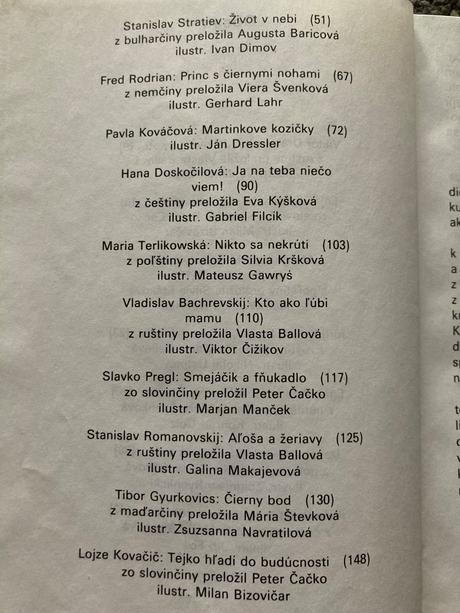 Stanislav Stratiev: Život v nebi (51)
z bulharčiny preložila Augusta Baricová
ilustr. Ivan Dimov
Fred Rodrian: Princ s čiernymi nohami (67)
z nemčiny preložila Viera Švenková
ilustr. Gerhard Lahr
Pavla Kováčová: Martinkove kozičky (72)
ilustr. Ján Dressler
Hana Doskočilová: Ja na teba niečo
viem! (90)
z češtiny preložila Eva Kýšková
ilustr. Gabriel Filcík
Maria Terlikowská: Nikto sa nekrúti (103)
z poľštiny preložila Silvia Kršková
ilustr. Mateusz Gawryś
Vladislav Bachrevskij: Kto ako ľúbi
mamu (110)
z ruštiny preložila Vlasta Ballová
ilustr. Viktor Čižikov
Slavko Pregl: Smejáčik a fňukadlo (117)
zo slovinčiny preložil Peter Čačko
ilustr. Marjan Manček
Stanislav Romanovskij: Aľoša a žeriavy (125)
z ruštiny preložila Vlasta Ballová
ilustr. Galina Makajevová
Tibor Gyurkovics: Čierny bod (130)
z maďarčiny preložila Mária Števková
ilustr. Zsuzsanna Navratilová
Lojze Kovačič: Tejko hľadí do budúcnosti (148)
zo slovinčiny preložil Peter Čačko
ilustr. Milan Bizovičar